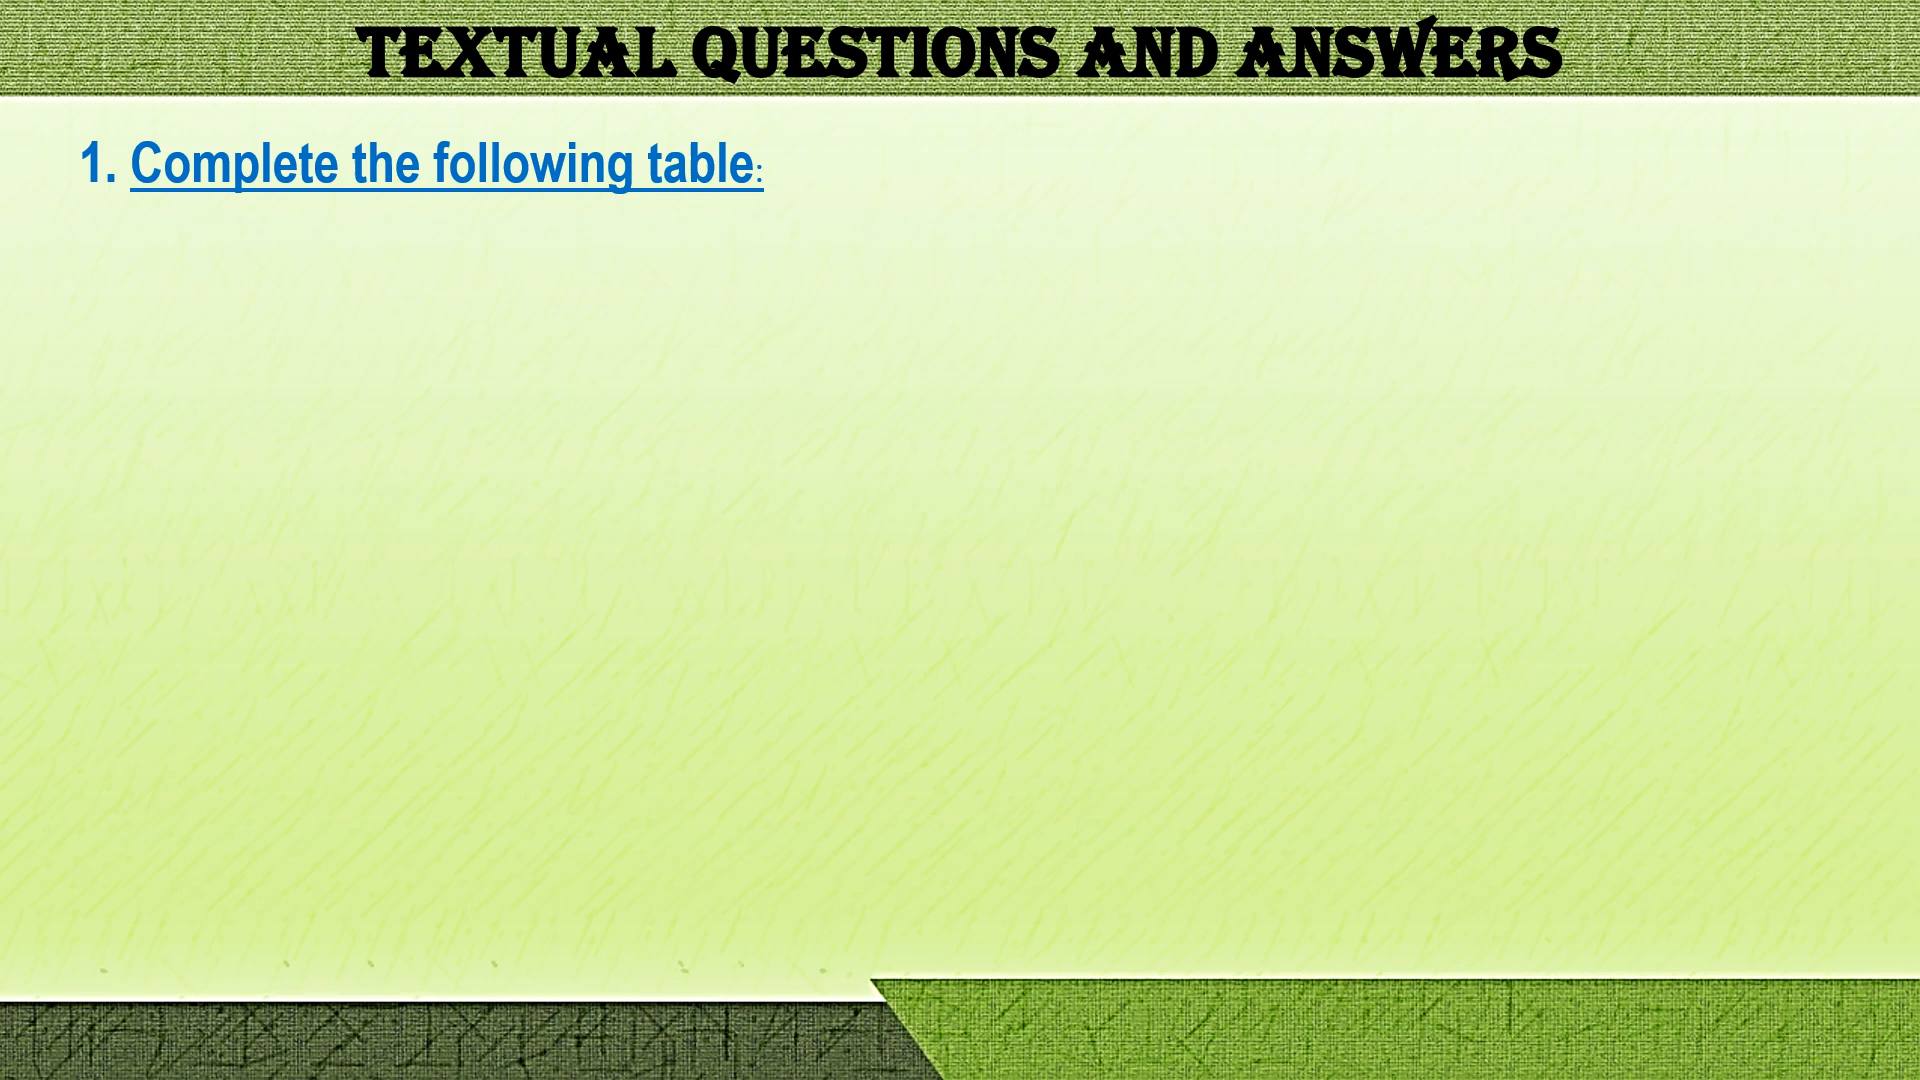 TEXTUAL QUESTIONS AND ANSWERS
1. Complete the following table: